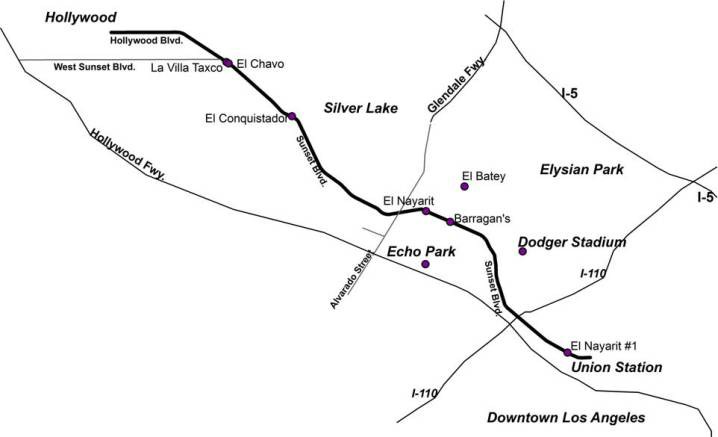 Hollywood
Hollywood Blvd.
West Sunset Blvd.
La Villa Taxco
El Chavo
Glendale Fwy
I-5
Silver Lake
El Conquistador
Hollywood Fwy.
Sunset Blvd.
El Batey
Elysian Park
I-5
El Nayarit
Barragan's
Echo Park
Dodger Stadium
Alvarado Street
Sunset Blvd.
I-110
El Nayarit #1
Union Station
I-110
Downtown Los Angeles